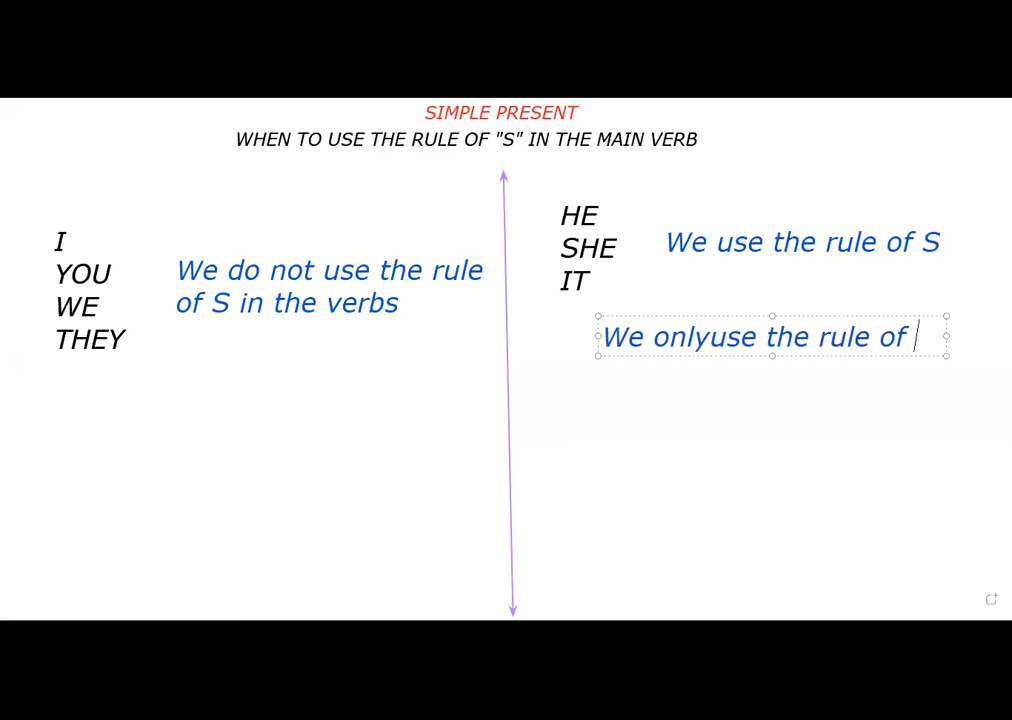 SIMPLE PRESENT
WHEN TO USE THE RULE OF "S" IN THE MAIN VERB
I
YOU
WE
THEY
We do not use the rule
of S in the verbs
HE
SHE
IT
We use the rule of S
We onlyuse the rule of